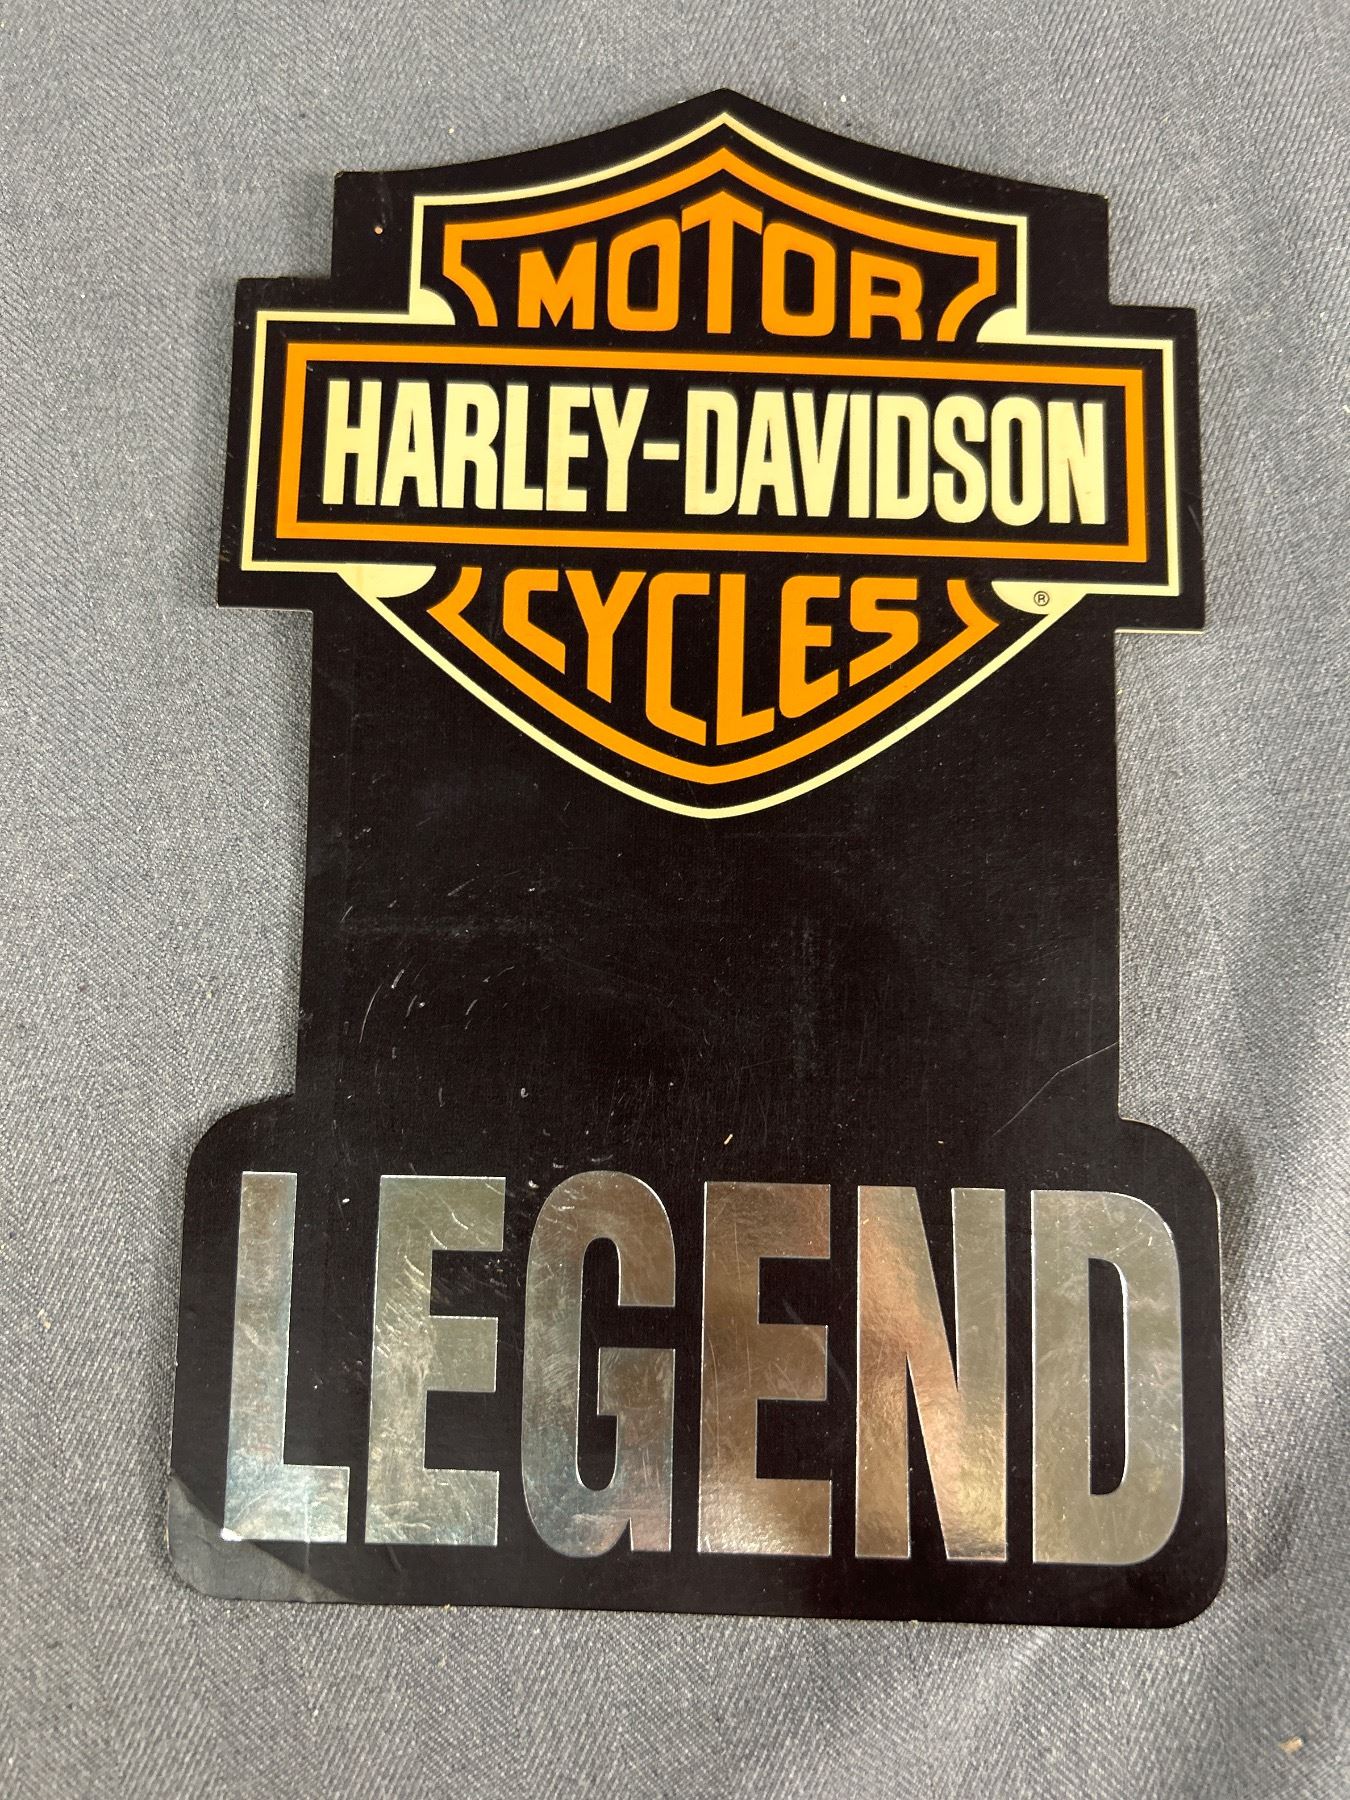 MOTOR
HARLEY-DAVIDSON
CYCLES
®
LEGEND